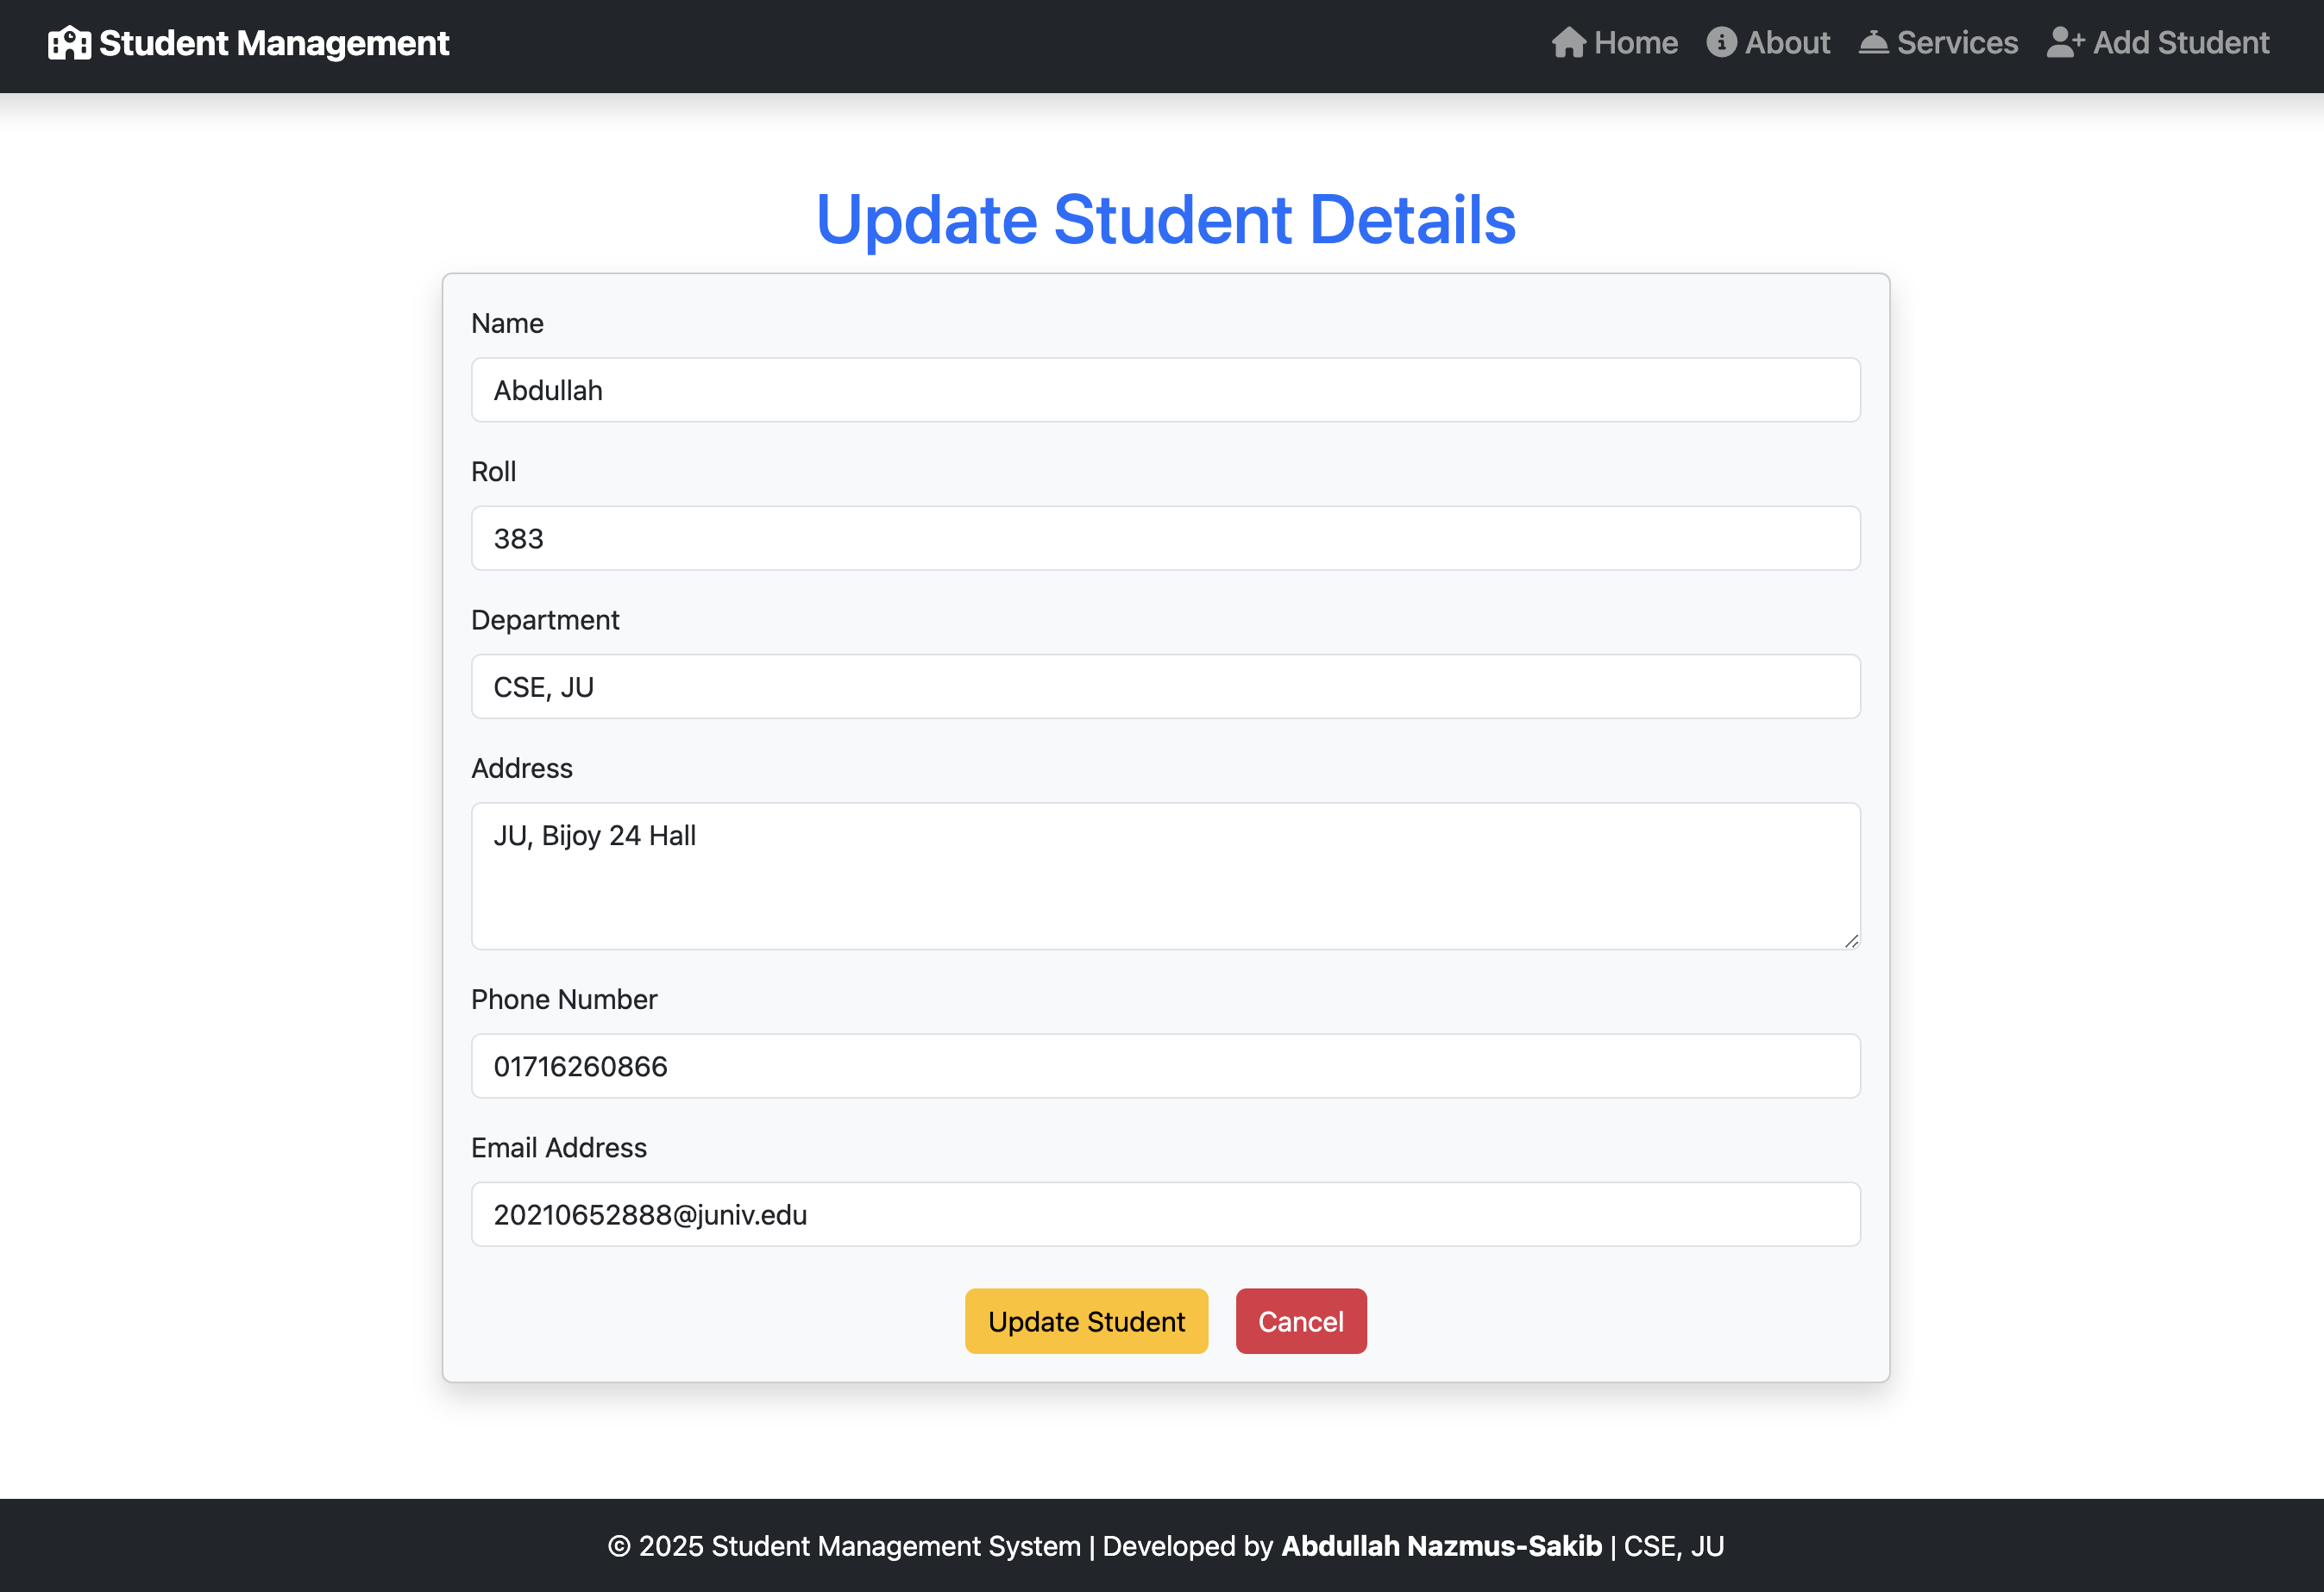 Student Management
Home About Services Add Student
Update Student Details
Name
Abdullah
Roll
383
Department
CSE, JU
Address
JU, Bijoy 24 Hall
Phone Number
01716260866
Email Address
20210652888@juniv.edu
Update Student Cancel
© 2025 Student Management System | Developed by Abdullah Nazmus-Sakib | CSE, JU